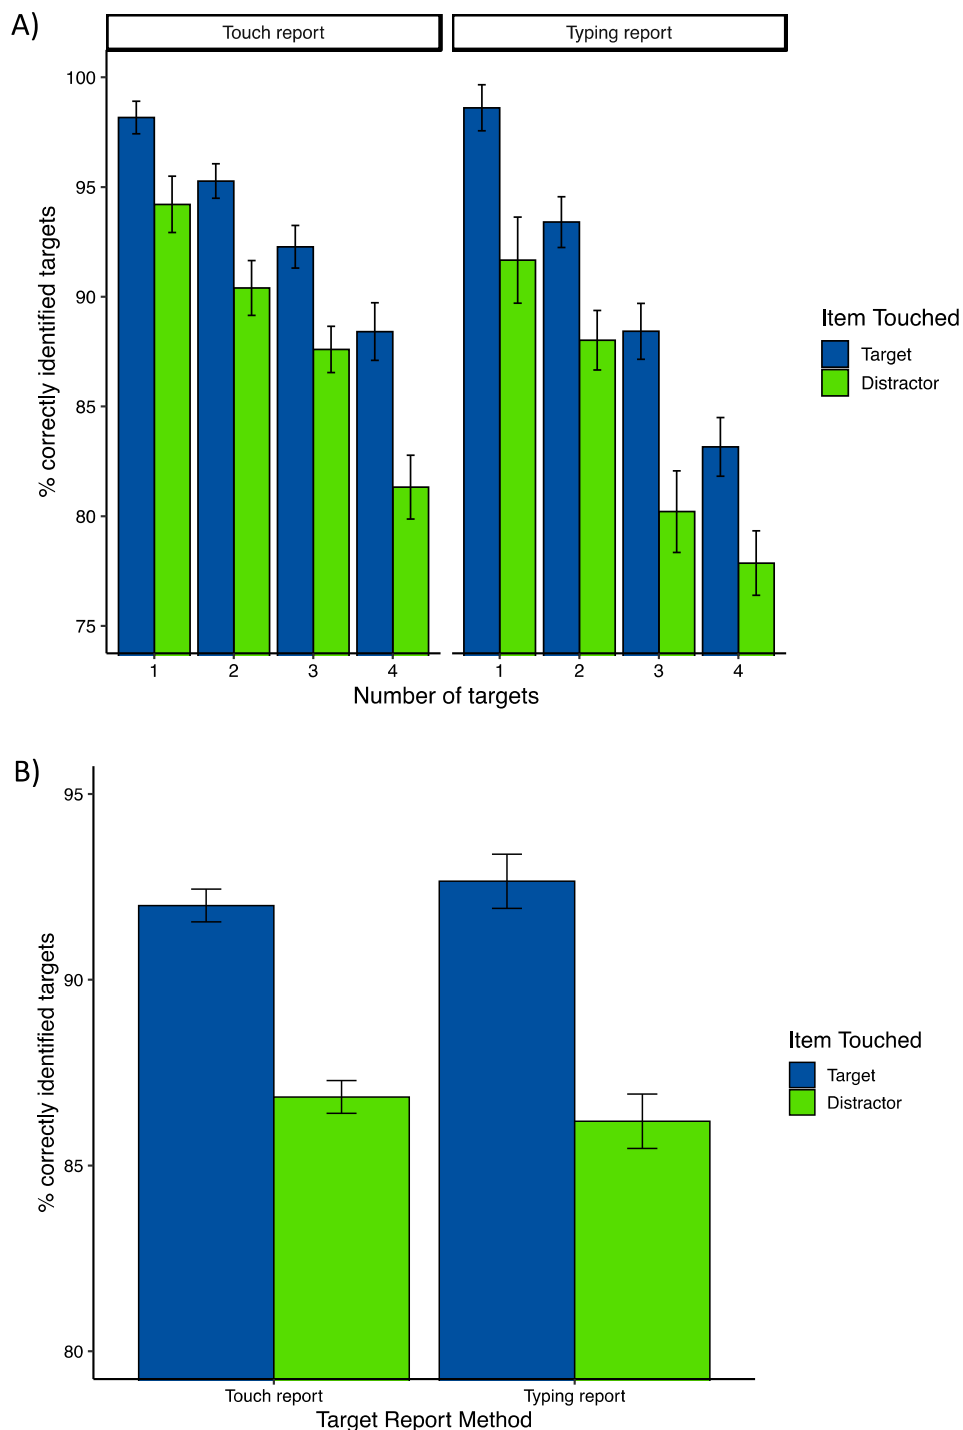 A)
Touch report
Typing report
% correctly identified targets
100
95
90
85
80
75
1 2 3 4
1 2 3 4
Number of targets
Item Touched
Target
Distractor
B)
% correctly identified targets
95
90
85
80
Touch report
Typing report
Target Report Method
Item Touched
Target
Distractor